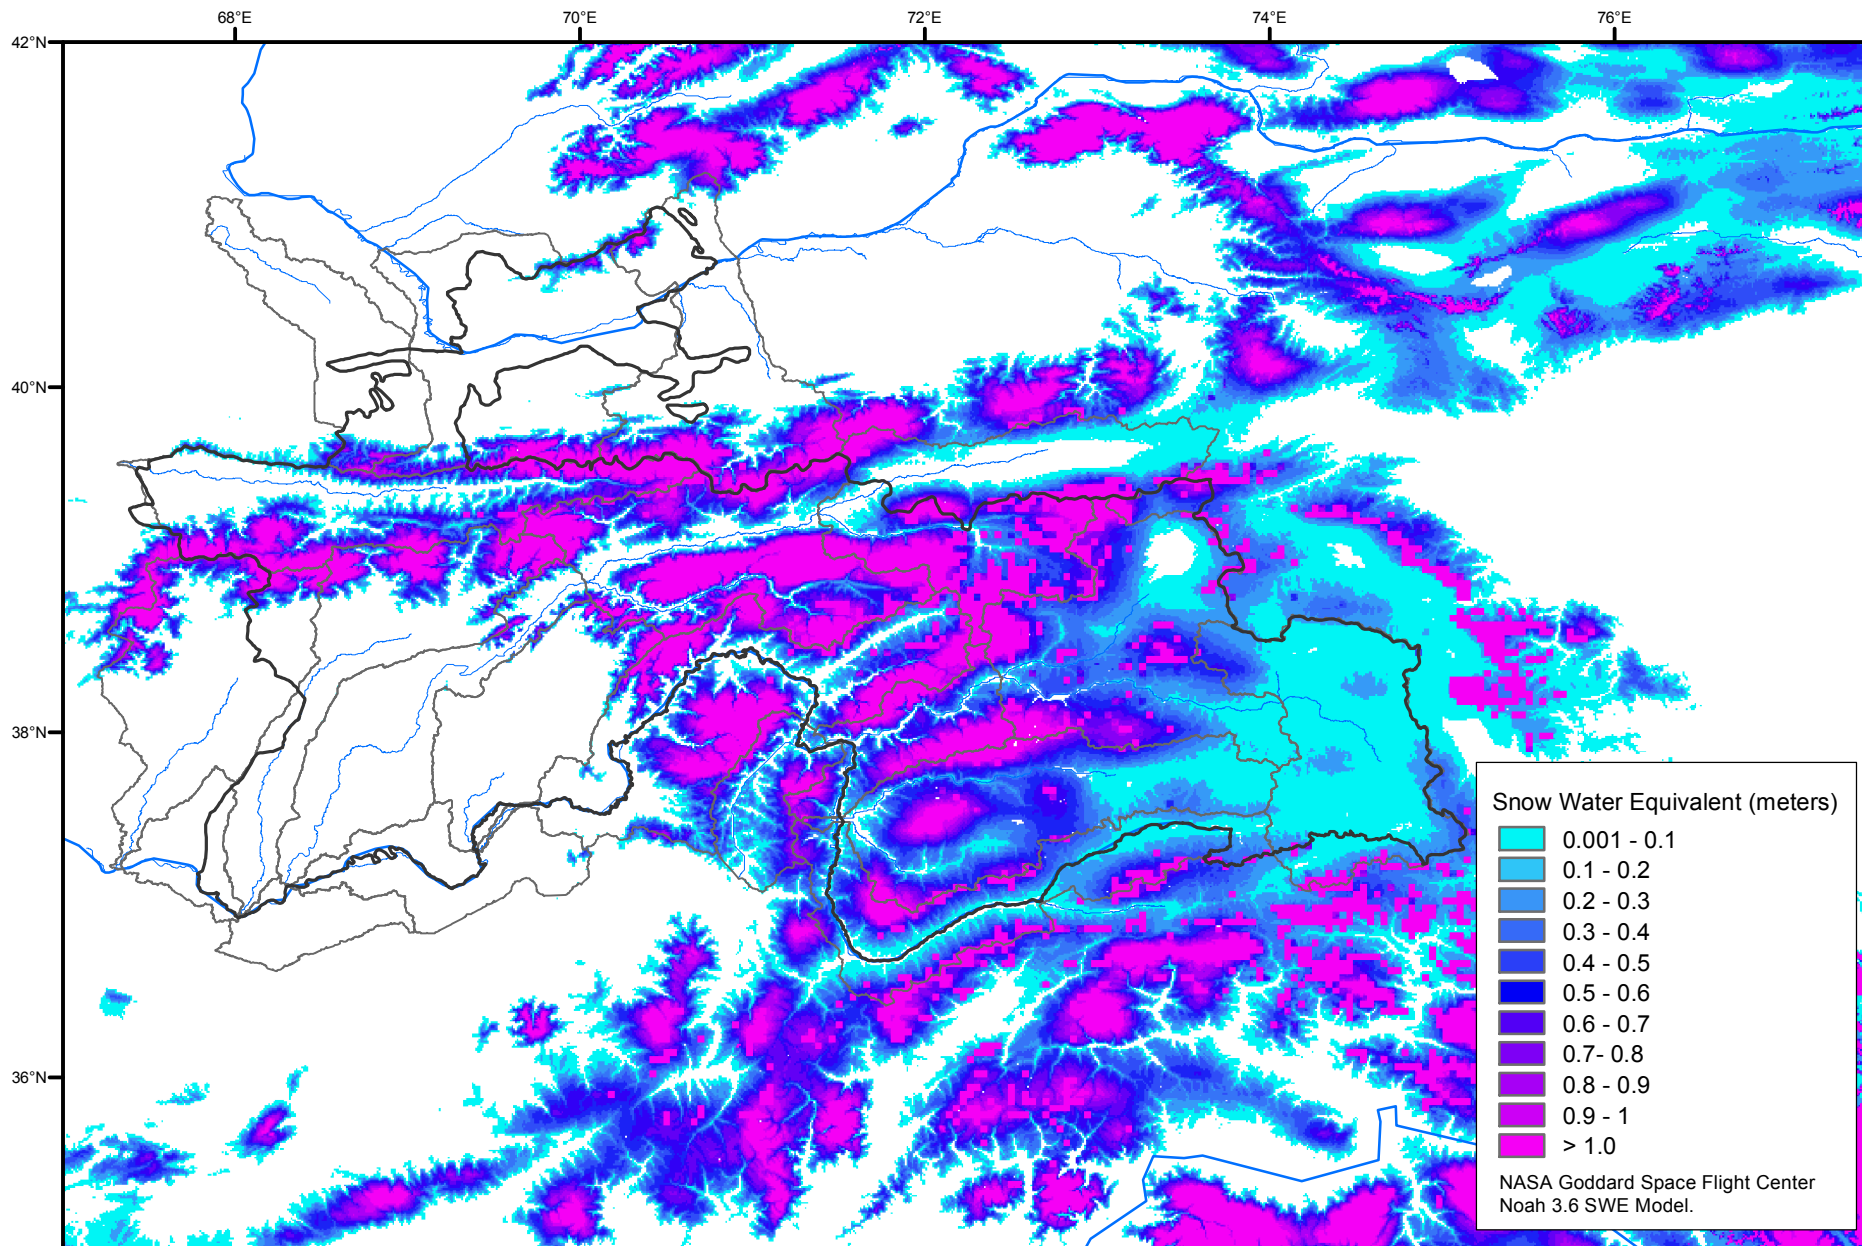 68°E 70°E 72°E 74°E 76°E
42°N
40°N
38°N
36°N
Snow Water Equivalent (meters)
0.001 - 0.1
0.1 - 0.2
0.2 - 0.3
0.3 - 0.4
0.4 - 0.5
0.5 - 0.6
0.6 - 0.7
0.7- 0.8
0.8 - 0.9
0.9 - 1
> 1.0
NASA Goddard Space Flight Center
Noah 3.6 SWE Model.